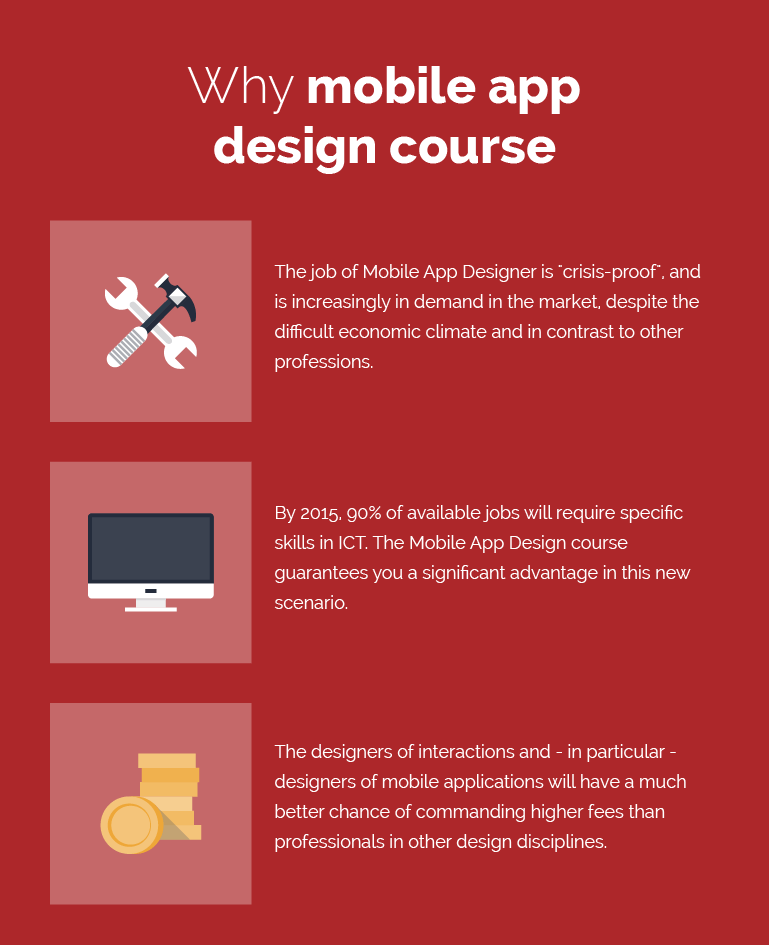 Why mobile app
design course
The job of Mobile App Designer is "crisis-proof", and
is increasingly in demand in the market, despite the
difficult economic climate and in contrast to other
professions.
By 2015, 90% of available jobs will require specific
skills in ICT. The Mobile App Design course
guarantees you a significant advantage in this new
scenario.
The designers of interactions and - in particular -
designers of mobile applications will have a much
better chance of commanding higher fees than
professionals in other design disciplines.